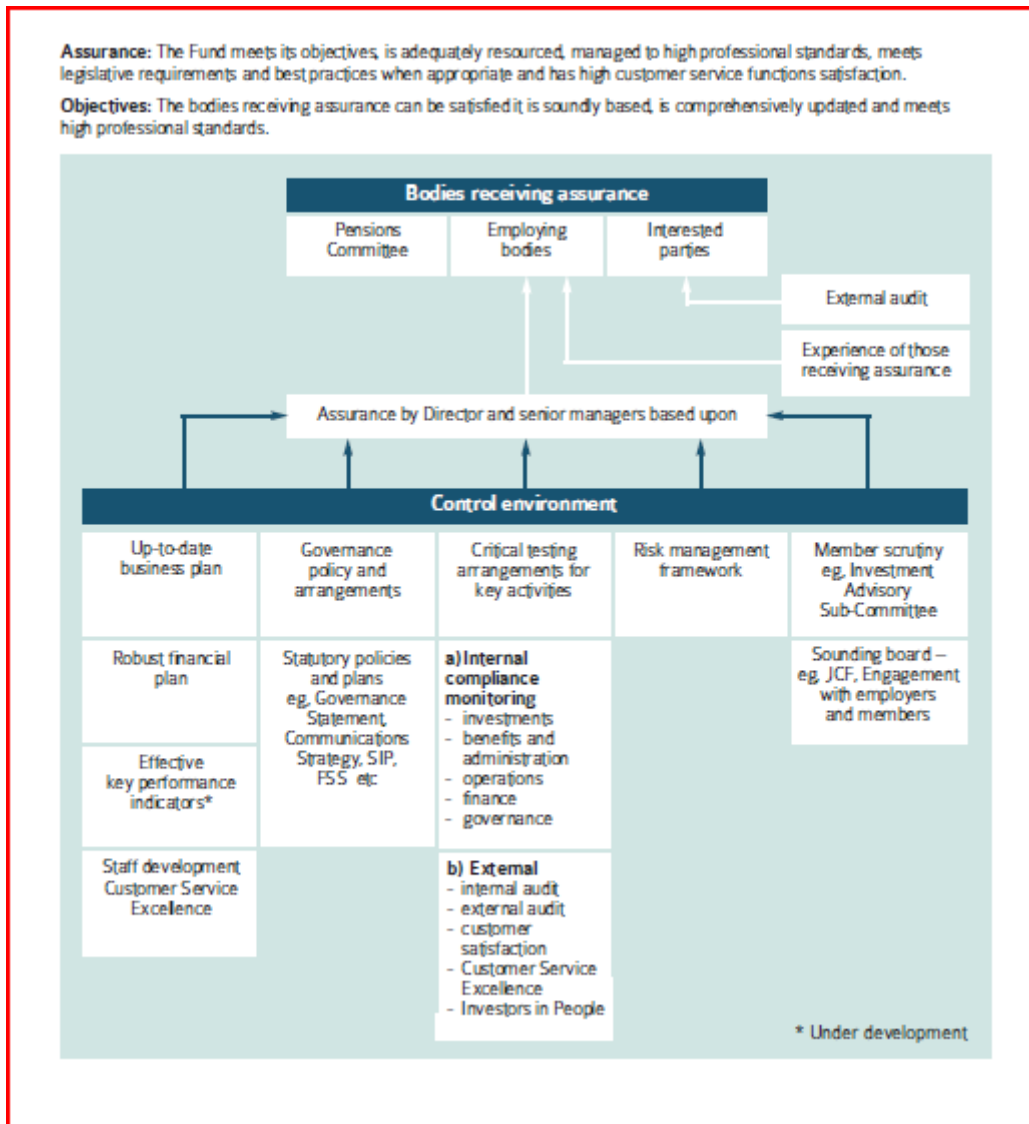 Assurance: The Fund meets its objectives, is adequately resourced, managed to high professional standards, meets
legislative requirements and best practices when appropriate and has high customer service functions satisfaction.
Objectives: The bodies receiving assurance can be satisfied it is soundly based, is comprehensively updated and meets
high professional standards.
Bodies receiving assurance
Pensions
Committee
Employing
bodies
Interested
parties
External audit
Experience of those
receiving assurance
Assurance by Director and senior managers based upon
Control environment
Up-to-date
business plan
Governance
policy and
arrangements
Critical testing
arrangements for
key activities
Risk management
framework
Member scrutiny
eg, Investment
Advisory
Sub-Committee
Robust financial
plan
Statutory policies
and plans
eg, Governance
Statement,
Communications
Strategy, SIP,
FSS etc
a) Internal
compliance
monitoring
- investments
- benefits and
administration
- operations
- finance
- governance
Sounding board –
eg, JCF, Engagement
with employers
and members
Effective
key performance
indicators*
Staff development
Customer Service
Excellence
b) External
- internal audit
- external audit
- customer
satisfaction
- Customer Service
Excellence
- Investors in People
* Under development